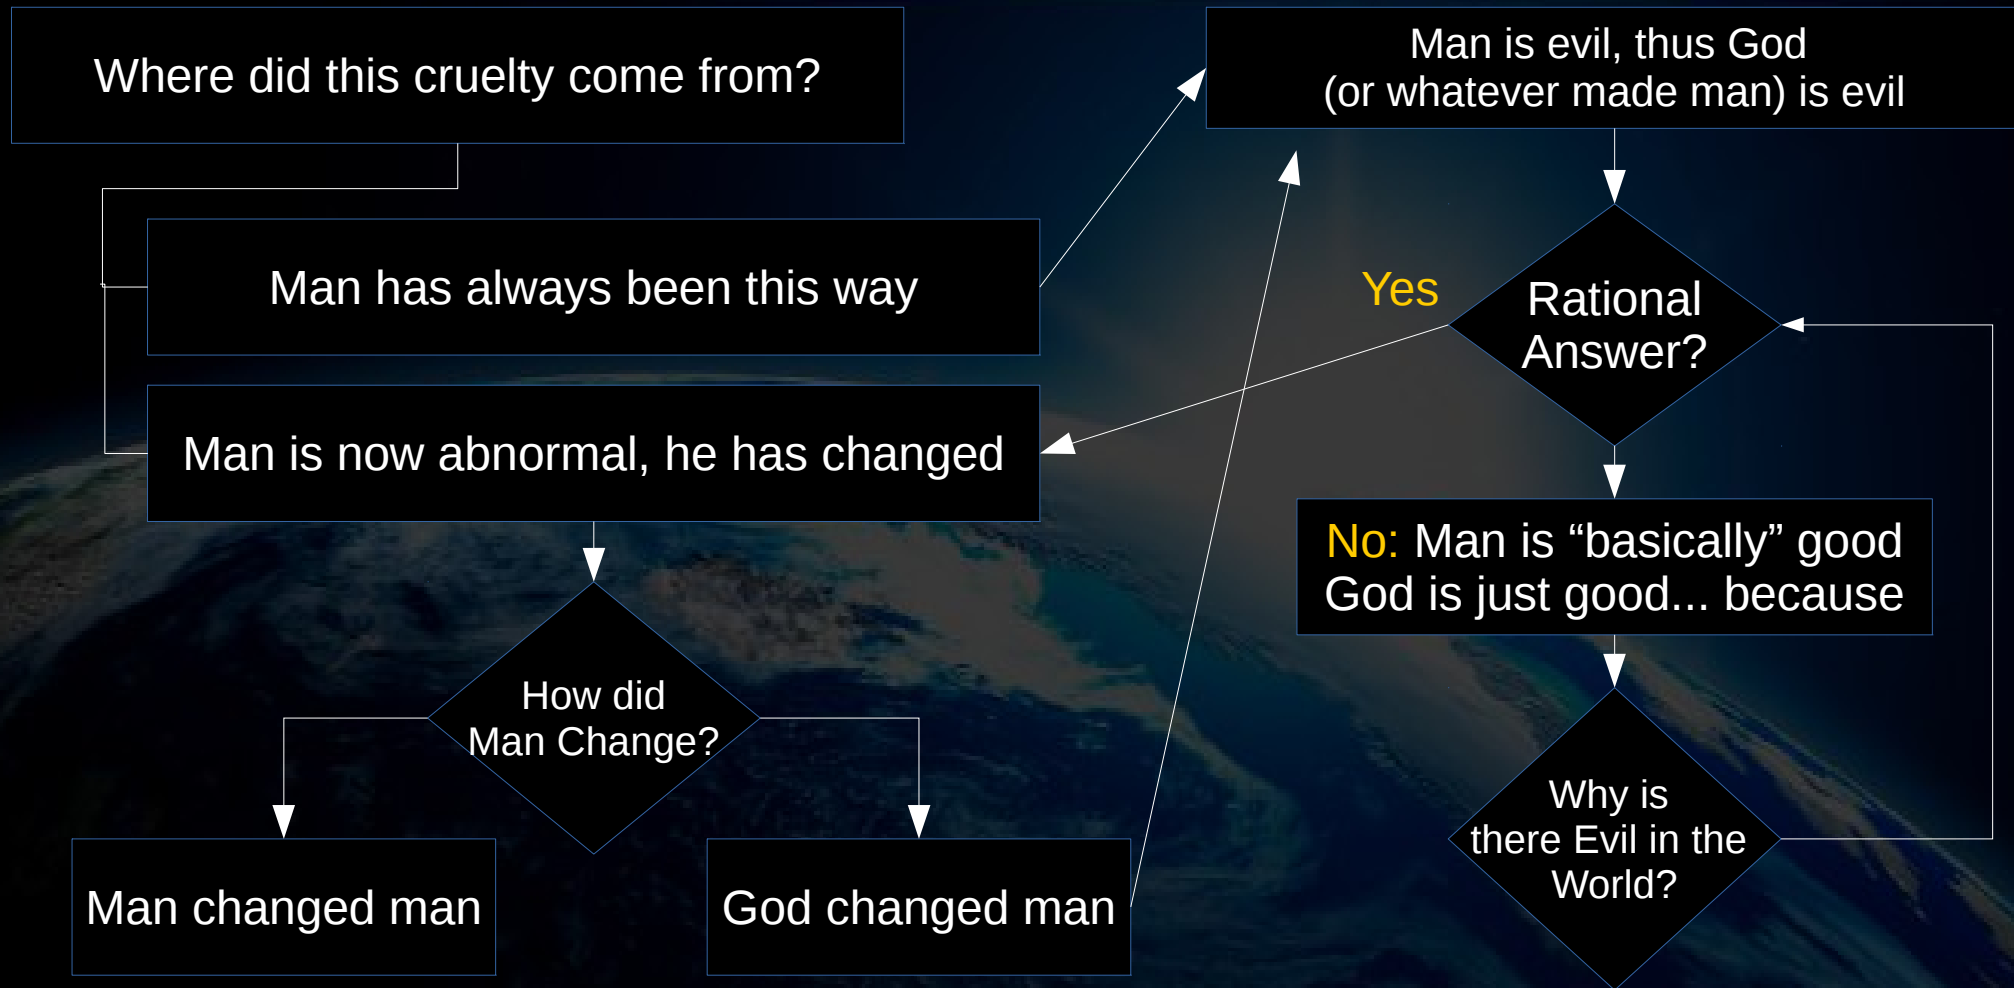 Where did this cruelty come from?
Man has always been this way
Man is now abnormal, he has changed
How did
Man Change?
Man changed man
God changed man
Man is evil, thus God
(or whatever made man) is evil
Yes
Rational
Answer?
No: Man is “basically” good
God is just good... because
Why is
there Evil in the
World?